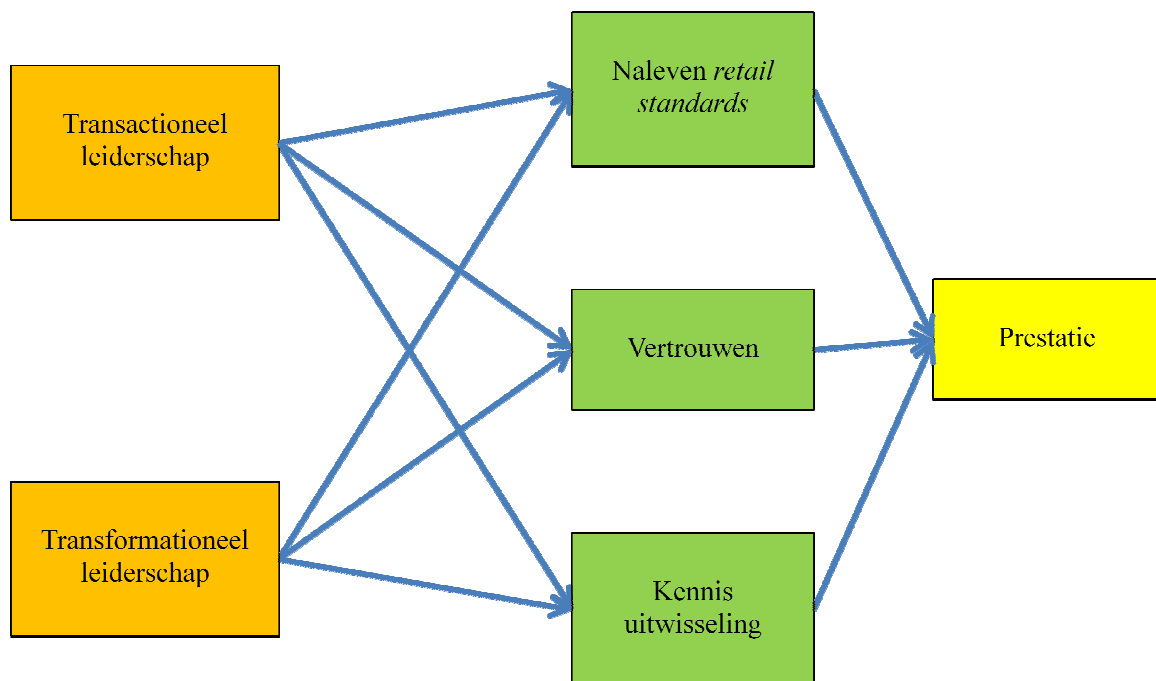 Transactioneel
leiderschap
Transformationeel
leiderschap
Naleven retail
standards
Vertrouwen
Kennis
uitwisseling
Prestatie